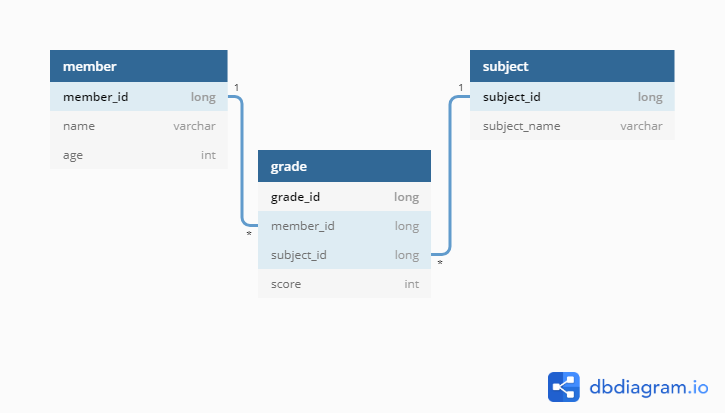 member
member_id long
name varchar
age int
1
*
grade
grade_id long
member_id long
subject_id long
score int
subject
subject_id long
subject_name varchar
1
*
dbdiagram.io